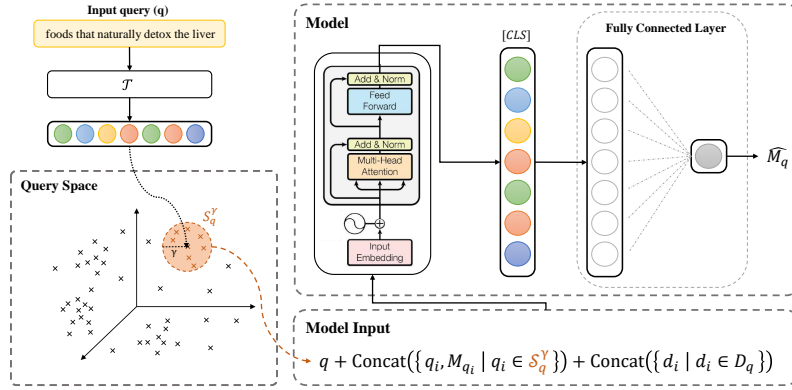 Input query (q)
foods that naturally detox the liver
𝒯
Query Space
S_q^γ
γ
Model
Add & Norm
Feed
Forward
Add & Norm
Multi-Head
Attention
Input
Embedding
[CLS]
Fully Connected Layer
\widehat{M_q}
Model Input
q + Concat({ q_i, M_{q_i} | q_i ∈ S_q^γ}) + Concat({ d_i | d_i ∈ D_q})